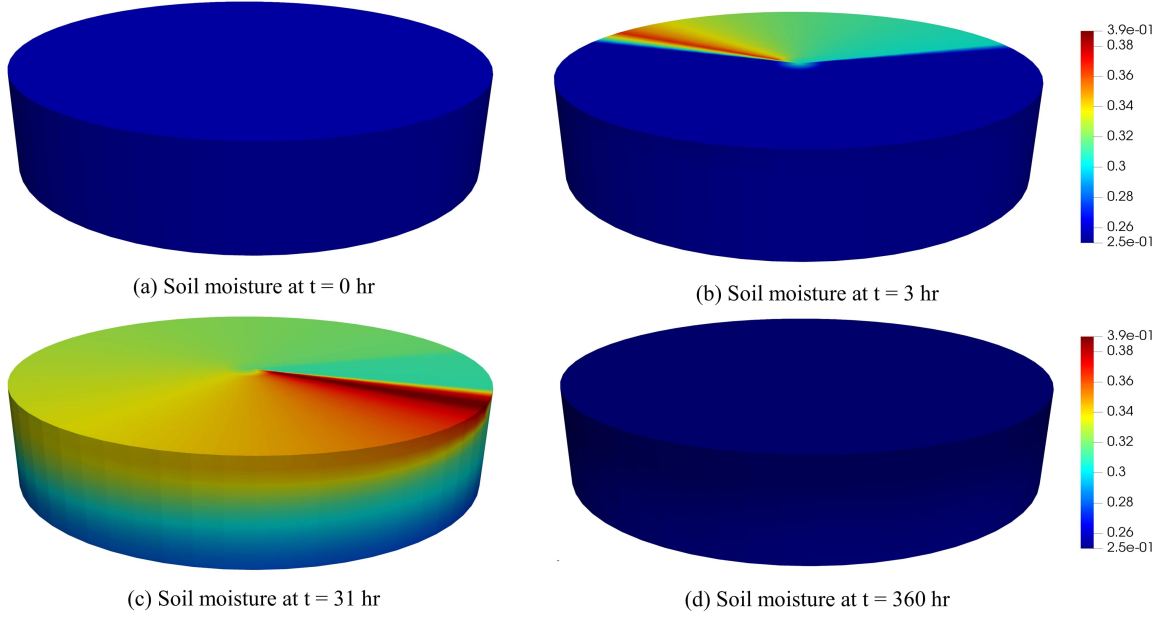 3.9e-01
0.38
0.36
0.34
0.32
0.3
0.28
0.26
2.5e-01
(a) Soil moisture at t = 0 hr
(b) Soil moisture at t = 3 hr
3.9e-01
0.38
0.36
0.34
0.32
0.3
0.28
0.26
2.5e-01
(c) Soil moisture at t = 31 hr
(d) Soil moisture at t = 360 hr